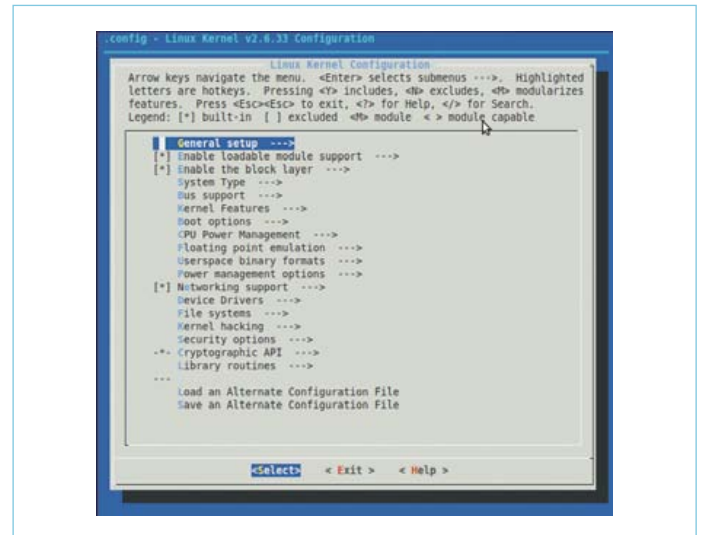 .config - Linux Kernel v2.6.33 Configuration
Linux Kernel Configuration
Arrow keys navigate the menu. <Enter> selects submenus --->. Highlighted
letters are hotkeys. Pressing <Y> includes, <N> excludes, <M> modularizes
features. Press <Esc><Esc> to exit, <?> for Help, </> for Search.
Legend: [*] built-in [ ] excluded <M> module < > module capable
General setup --->
[*] Enable loadable module support --->
[*] Enable the block layer --->
System Type --->
Bus support --->
Kernel Features --->
Boot options --->
CPU Power Management --->
Floating point emulation --->
Userspace binary formats --->
Power management options --->
[*] Networking support --->
Device Drivers --->
File systems --->
Kernel hacking --->
Security options --->
-*- Cryptographic API --->
Library routines --->
---
Load an Alternate Configuration File
Save an Alternate Configuration File
<Select> < Exit > < Help >